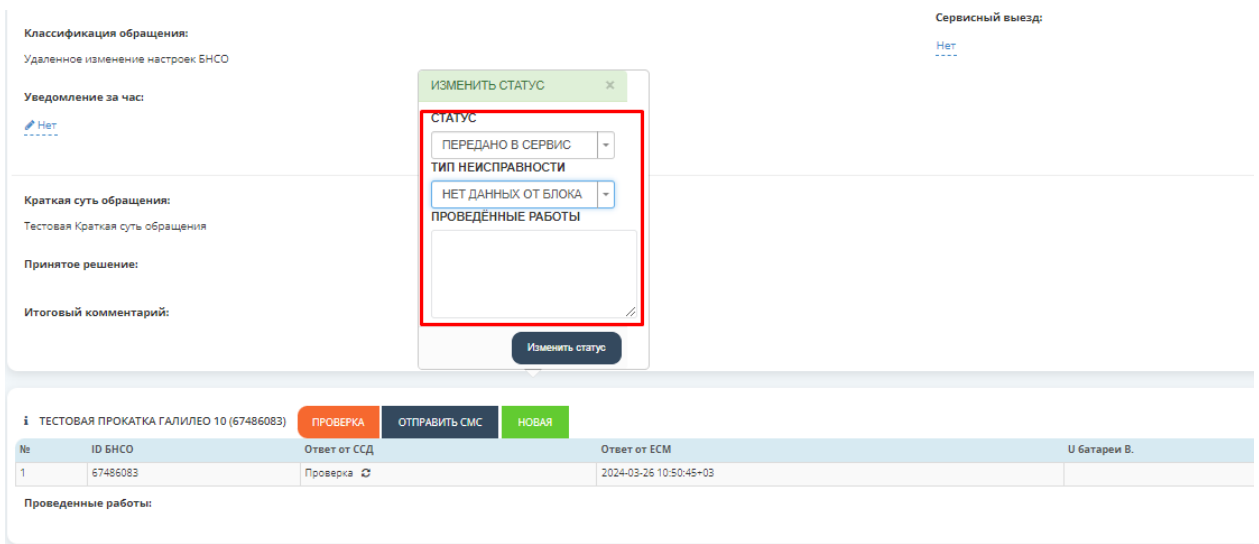 Сервисный выезд:
Классификация обращения:
Нет
Удаленное изменение настроек БНСО
ИЗМЕНИТЬ СТАТУС ×
Уведомление за час:
СТАТУС
Нет
ПЕРЕДАНО В СЕРВИС
ТИП НЕИСПРАВНОСТИ
НЕТ ДАННЫХ ОТ БЛОКА
Краткая суть обращения:
ПРОВЕДЁННЫЕ РАБОТЫ
Тестовая Краткая суть обращения
Принятое решение:
Итоговый комментарий:
Изменить статус
i ТЕСТОВАЯ ПРОКАТКА ГАЛИЛЕО 10 (67486083) ПРОВЕРКА ОТПРАВИТЬ СМС НОВАЯ
№ ID БНСО Ответ от ССД Ответ от ЕСМ U батареи В.
1 67486083 Проверка 2024-03-26 10:50:45+03
Проведенные работы: